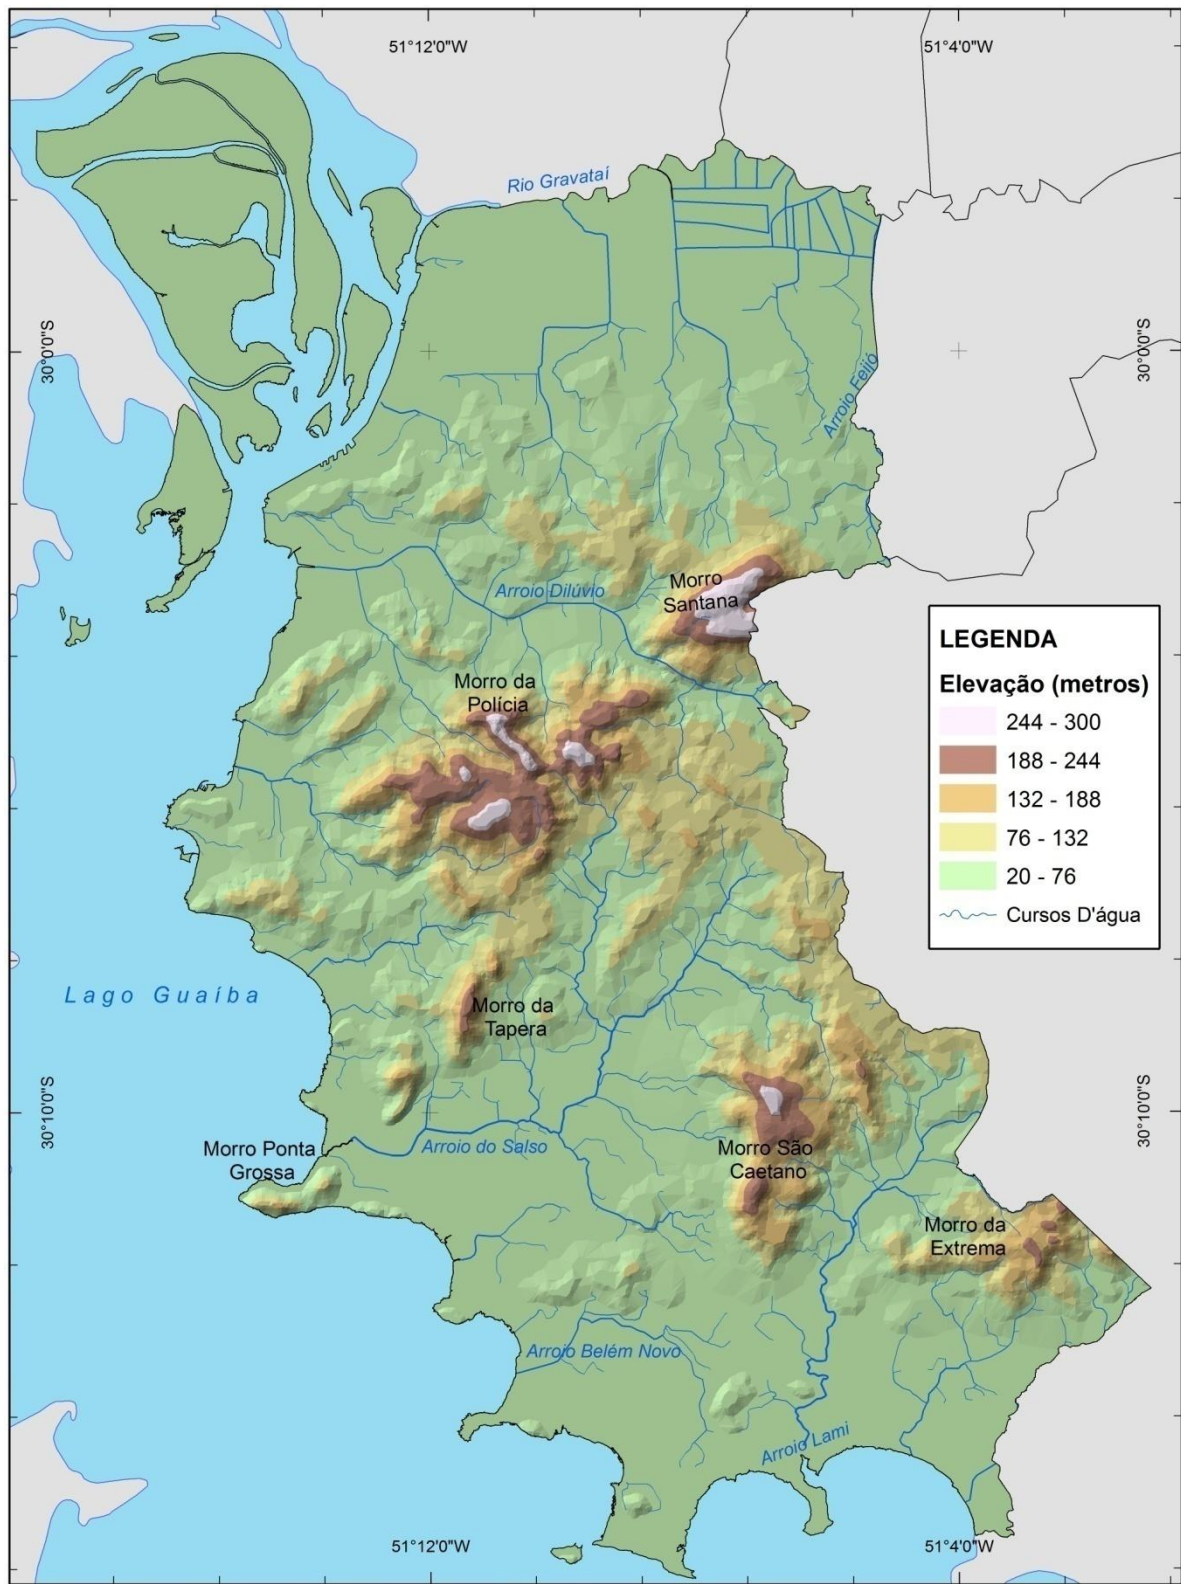 51°12'0"W
51°4'0"W
Rio Gravataí
30°0'0"S
30°0'0"S
Arroio Feijó
Arroio Dilúvio
Morro
Santana
Morro da
Polícia
LEGENDA
Elevação (metros)
244 - 300
188 - 244
132 - 188
76 - 132
20 - 76
Cursos D'água
Lago Guaíba
Morro da
Tapera
30°10'0"S
30°10'0"S
Morro Ponta
Grossa
Arroio do Salso
Morro São
Caetano
Morro da
Extrema
Arroio Belém Novo
Arroio Lami
51°12'0"W
51°4'0"W